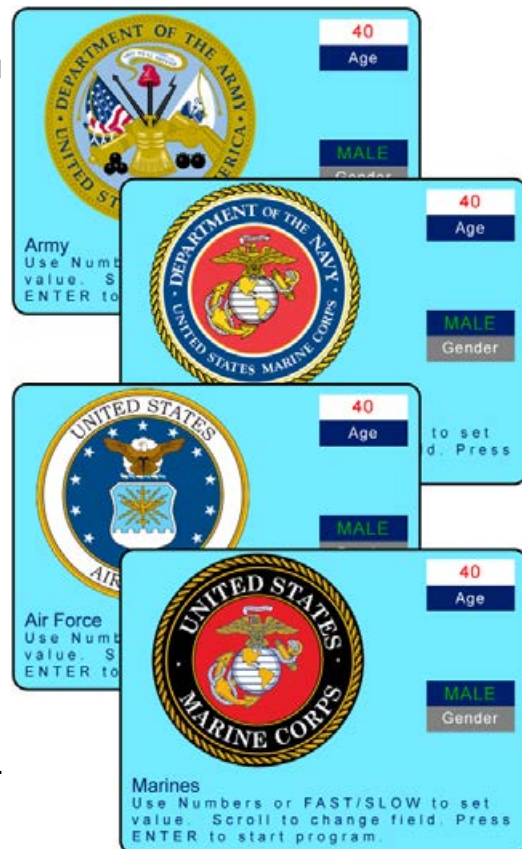 DEPARTMENT OF THE ARMY
UNITED ST
ERICA
40
Age
MALE
Gender
Army
Use Numb
value. S
ENTER to
DEPARTMENT OF THE NAVY
UNITED STATES MARINE CORPS
40
Age
MALE
Gender
to set
d. Press
UNITED STATES
AIR
40
Age
MALE
Air Force
Use Numb
value. S
ENTER to
UNITED STATES
MARINE CORPS
40
Age
MALE
Gender
Marines
Use Numbers or FAST/SLOW to set
value. Scroll to change field. Press
ENTER to start program.